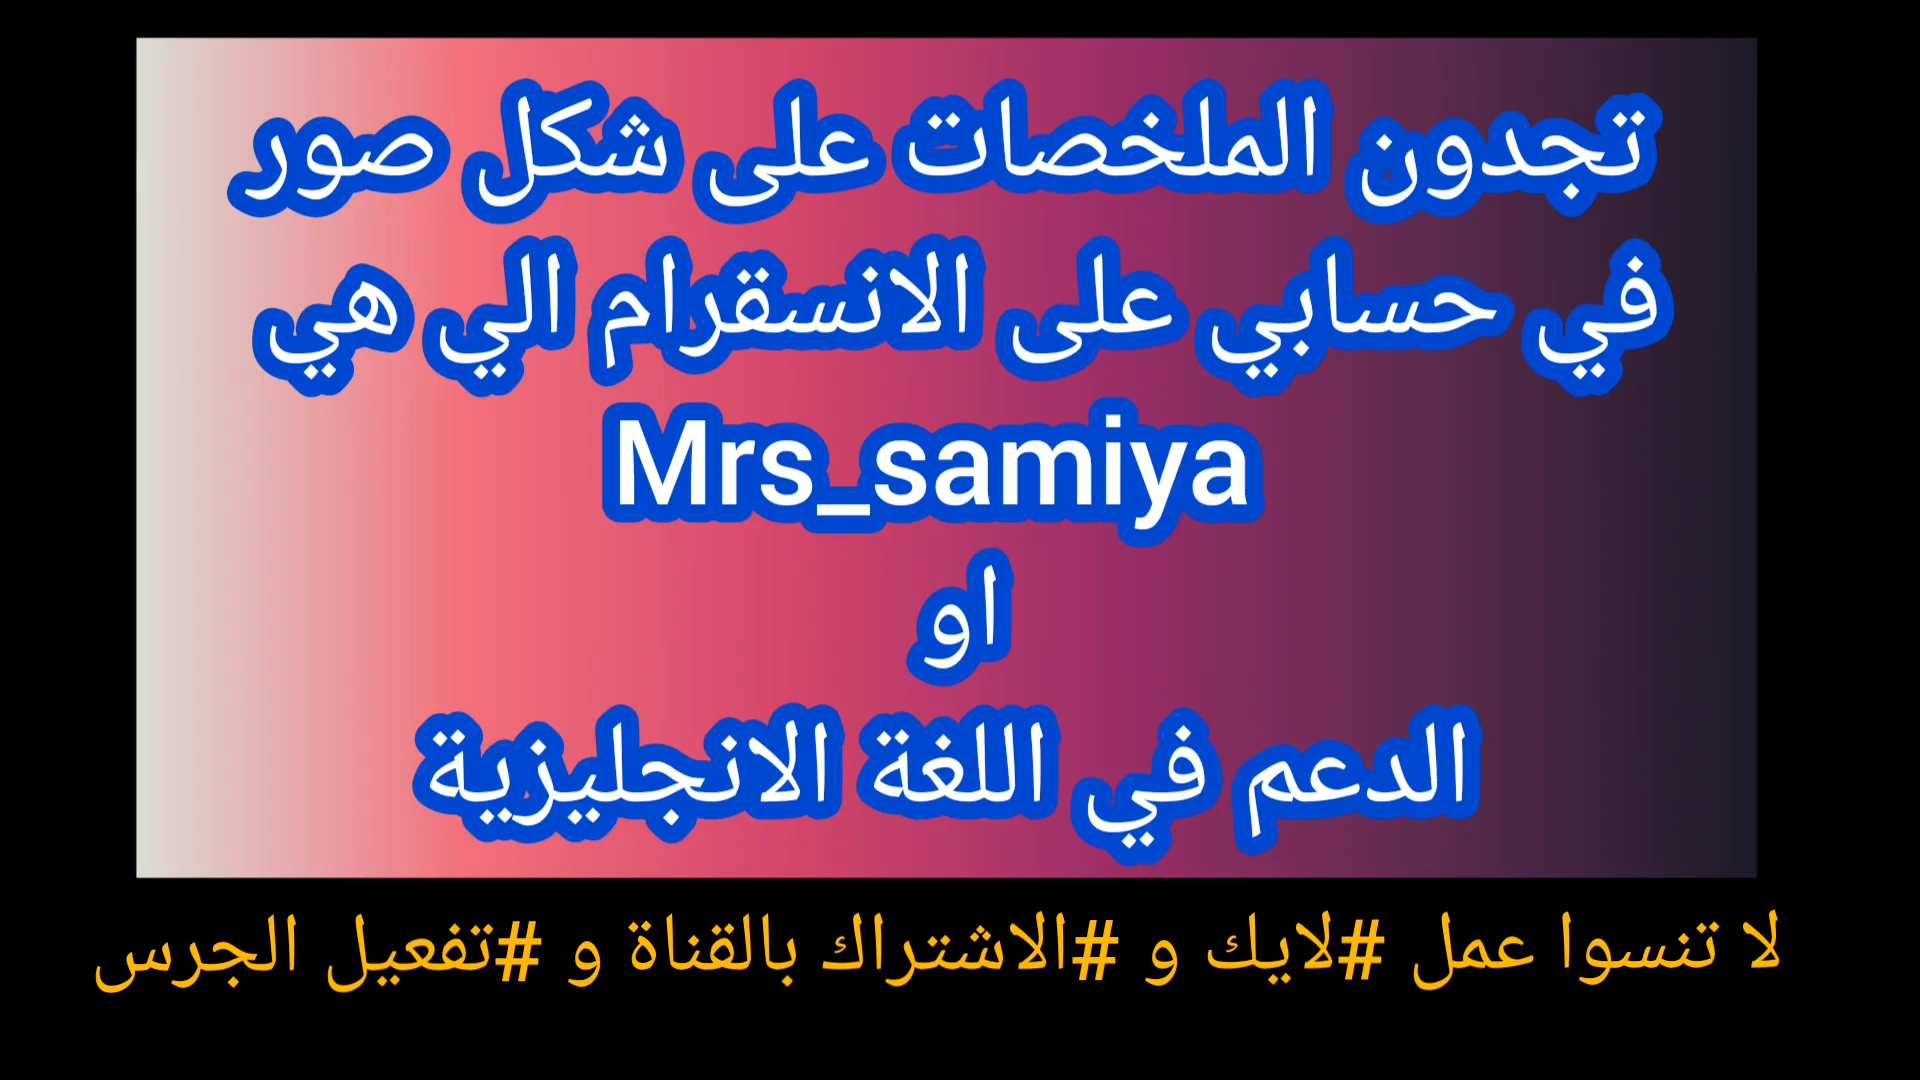 تجدون الملخصات على شكل صور
في حسابي على الانسقرام الي هي
Mrs_samiya
او
الدعم في اللغة الانجليزية
لا تنسوا عمل #لايك و #الاشتراك بالقناة و #تفعيل الجرس